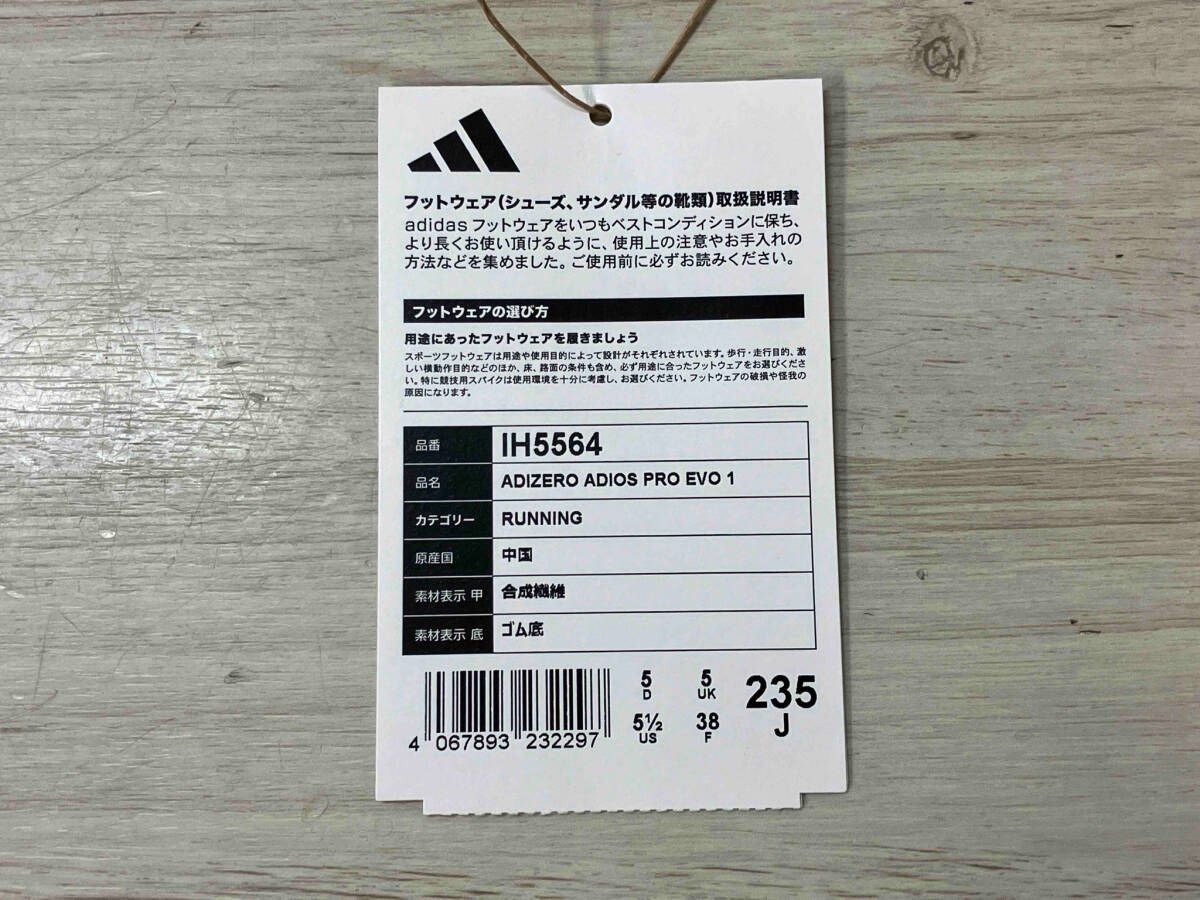 フットウェア(シューズ、サンダル等の靴類)取扱説明書
adidas フットウェアをいつもベストコンディションに保ち、
より長くお使い頂けるように、使用上の注意やお手入れの
方法などを集めました。ご使用前に必ずお読みください。
フットウェアの選び方
用途にあったフットウェアを履きましょう
スポーツフットウェアは用途や使用目的によって設計がそれぞれされています。歩行・走行目的、激
しい横動作目的などのほか、床、路面の条件も含め、必ず用途に合ったフットウェアをお選びくださ
い。特に競技用スパイクは使用環境を十分に考慮し、お選びください。フットウェアの破損や怪我の
原因になります。
品番 IH5564
品名 ADIZERO ADIOS PRO EVO 1
カテゴリー RUNNING
原産国 中国
素材表示 甲 合成繊維
素材表示 底 ゴム底
5 D 5 UK
5½ US 38 F
235 J
4 067893 232297